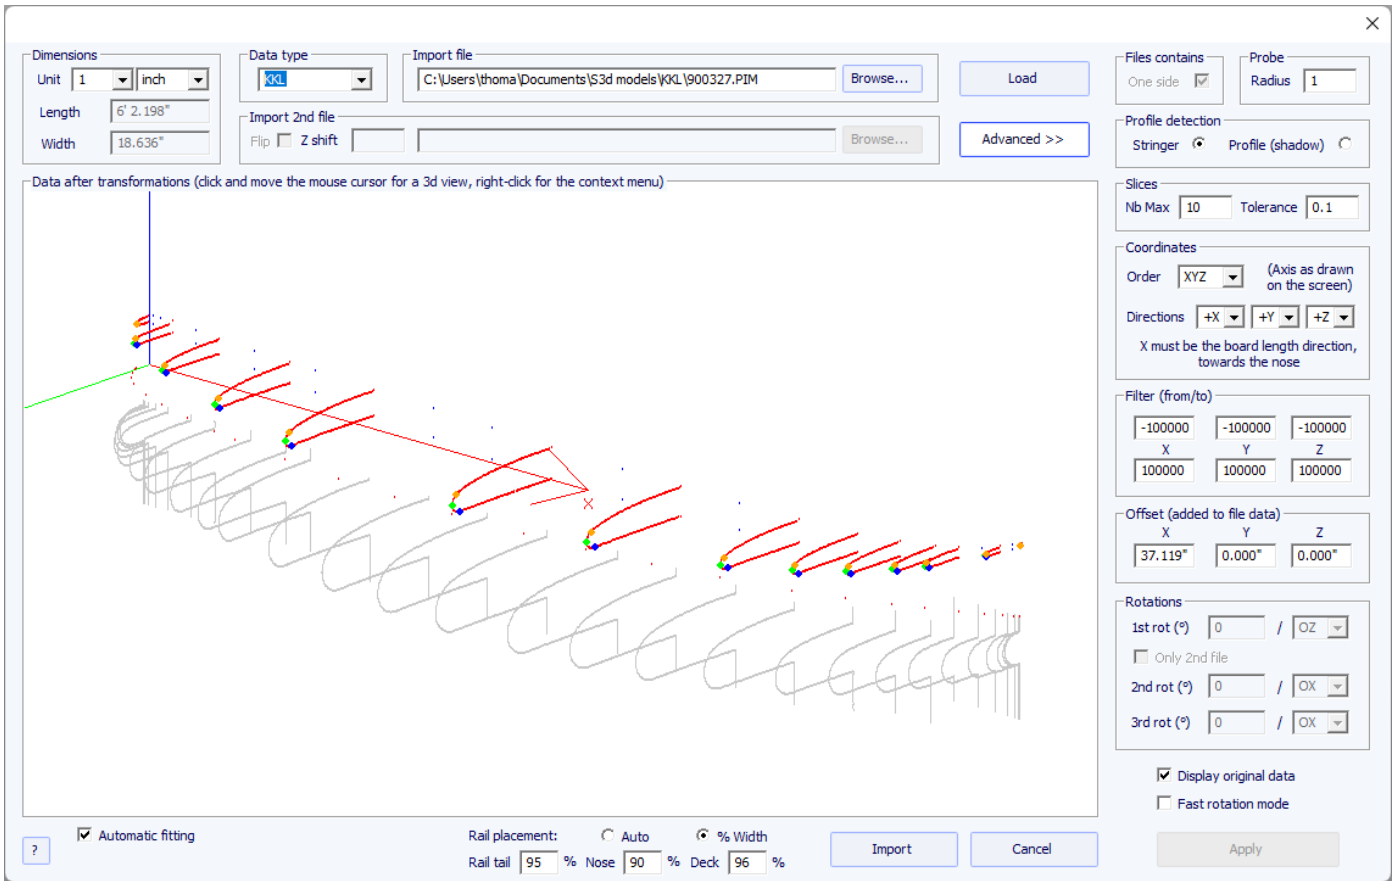 Dimensions
Unit 1 inch
Length 6' 2.198"
Width 18.636"
Data type
KKL
Import file
C:\Users\thoma\Documents\S3d models\KKL\900327.PIM Browse...
Load
Import 2nd file
Flip Z shift Browse...
Advanced >>
Files contains
One side
Probe
Radius 1
Profile detection
Stringer Profile (shadow)
Data after transformations (click and move the mouse cursor for a 3d view, right-click for the context menu)
X
Slices
Nb Max 10 Tolerance 0.1
Coordinates
Order XYZ (Axis as drawn
on the screen)
Directions +X +Y +Z
X must be the board length direction,
towards the nose
Filter (from/to)
-100000 -100000 -100000
X Y Z
100000 100000 100000
Offset (added to file data)
X Y Z
37.119" 0.000" 0.000"
Rotations
1st rot (°) 0 / OZ
Only 2nd file
2nd rot (°) 0 / OX
3rd rot (°) 0 / OX
Display original data
Fast rotation mode
Apply
?
Automatic fitting
Rail placement: Auto % Width
Rail tail 95 % Nose 90 % Deck 96 %
Import
Cancel